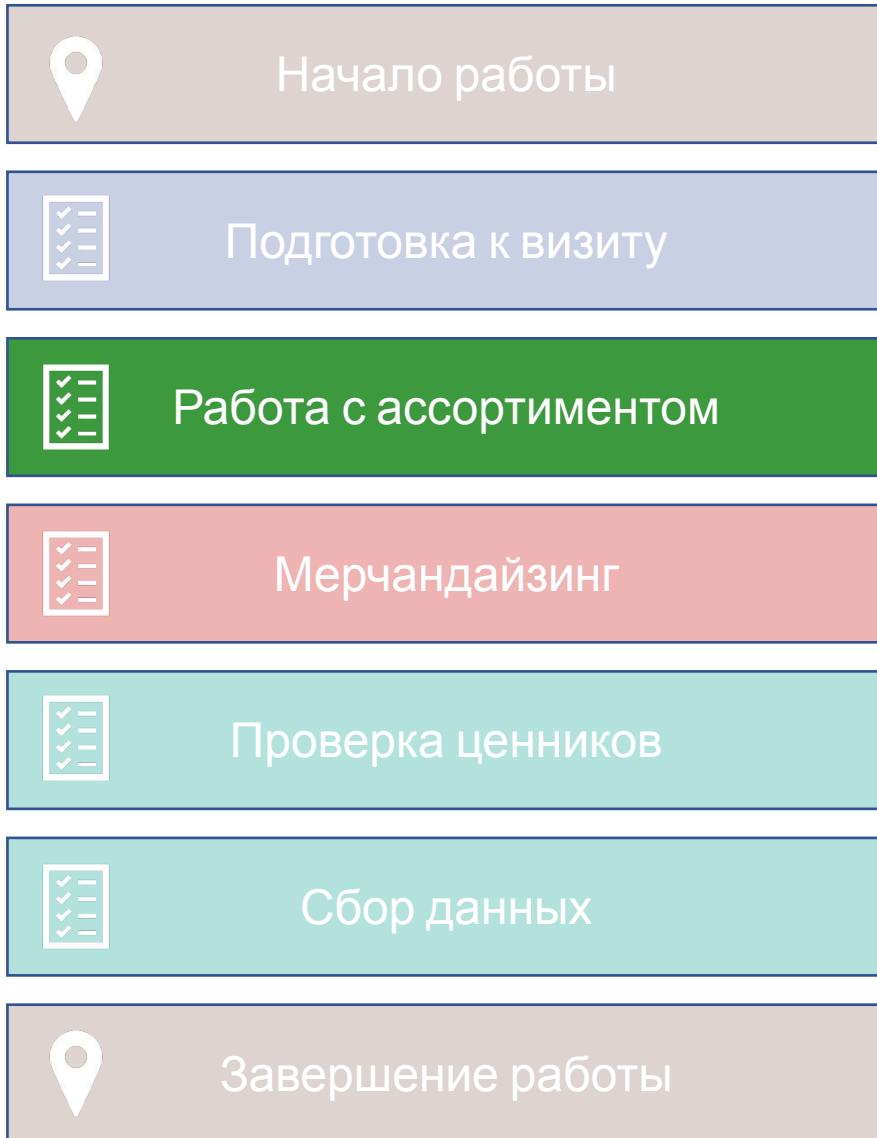 Начало работы
Подготовка к визиту
Работа с ассортиментом
Мерчандайзинг
Проверка ценников
Сбор данных
Завершение работы